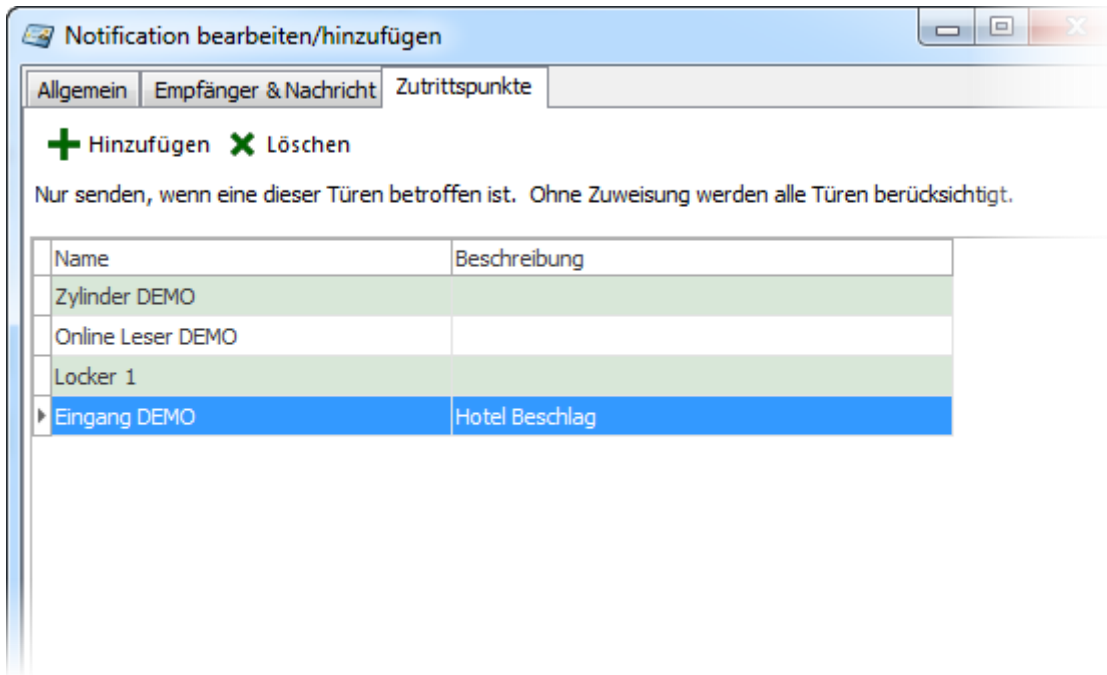 Notification bearbeiten/hinzufügen
Allgemein Empfänger & Nachricht Zutrittspunkte
Hinzufügen Löschen
Nur senden, wenn eine dieser Türen betroffen ist. Ohne Zuweisung werden alle Türen berücksichtigt.
Name Beschreibung
Zylinder DEMO
Online Leser DEMO
Locker 1
Eingang DEMO Hotel Beschlag